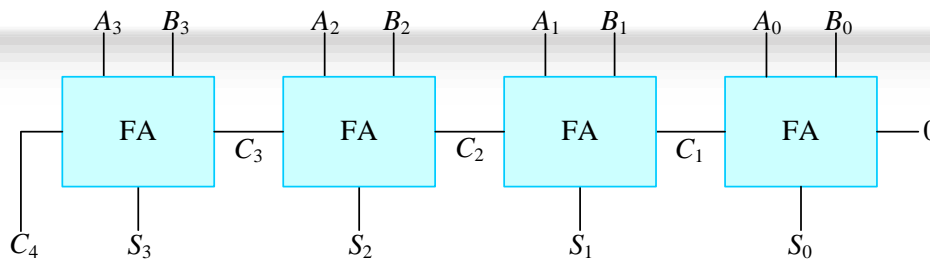 A₃ B₃ A₂ B₂ A₁ B₁ A₀ B₀
FA FA FA FA 0
C₃ C₂ C₁
C₄ S₃ S₂ S₁ S₀